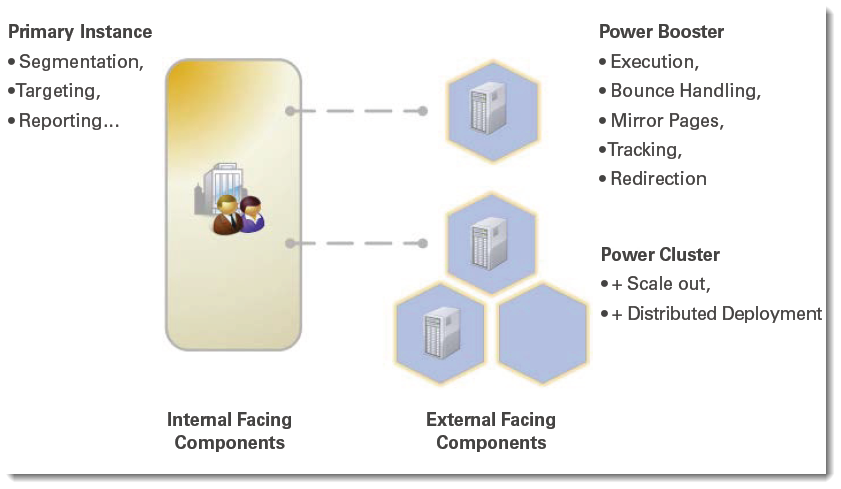 Primary Instance
• Segmentation,
•Targeting,
• Reporting...
Power Booster
• Execution,
• Bounce Handling,
• Mirror Pages,
•Tracking,
• Redirection
Power Cluster
•+ Scale out,
•+ Distributed Deployment
Internal Facing
Components
External Facing
Components